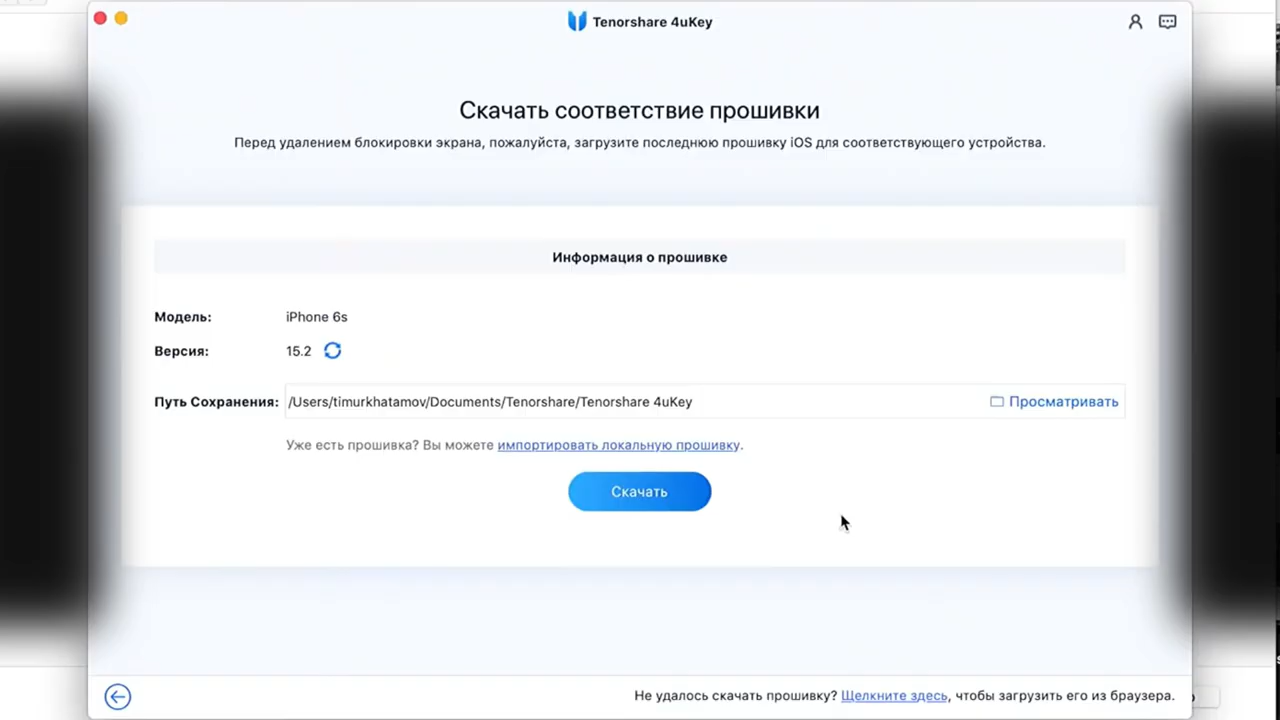 Tenorshare 4uKey
Скачать соответствие прошивки
Перед удалением блокировки экрана, пожалуйста, загрузите последнюю прошивку iOS для соответствующего устройства.
Информация о прошивке
Модель: iPhone 6s
Версия: 15.2
Путь Сохранения: /Users/timurkhatamov/Documents/Tenorshare/Tenorshare 4uKey Просматривать
Уже есть прошивка? Вы можете импортировать локальную прошивку.
Скачать
Не удалось скачать прошивку? Щелкните здесь, чтобы загрузить его из браузера.